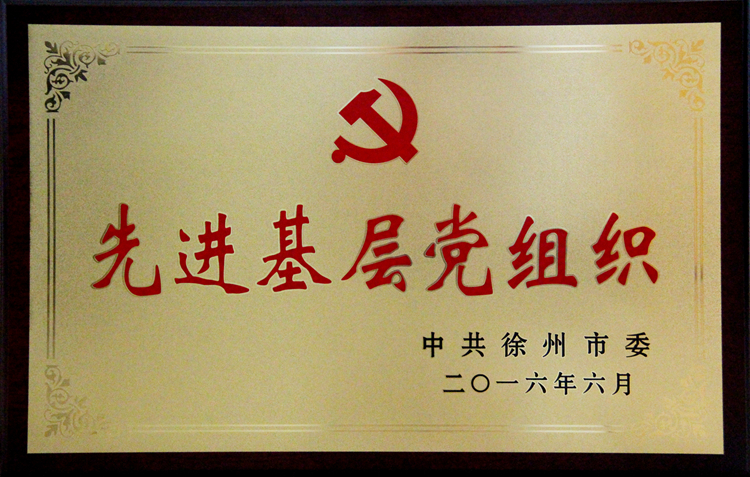 先进基层党组织
中共徐州市委
二〇一六年六月